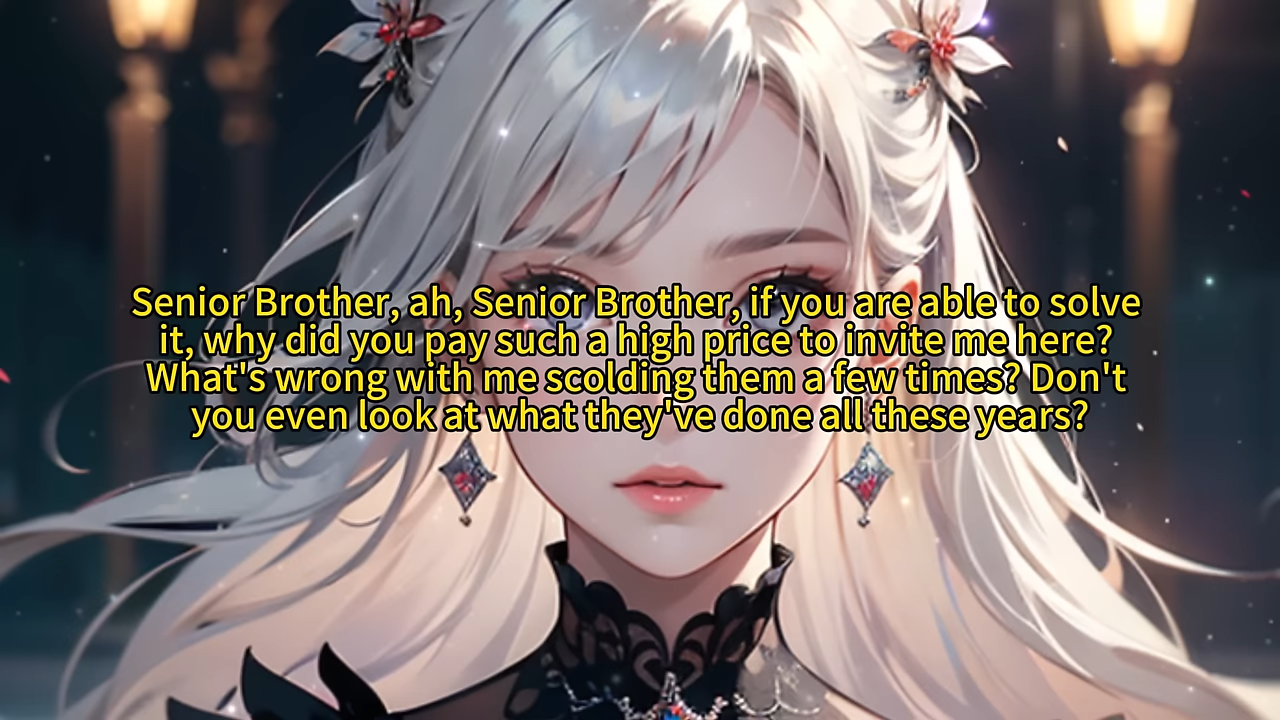 Senior Brother, ah, Senior Brother, if you are able to solve
it, why did you pay such a high price to invite me here?
What's wrong with me scolding them a few times? Don't
you even look at what they've done all these years?